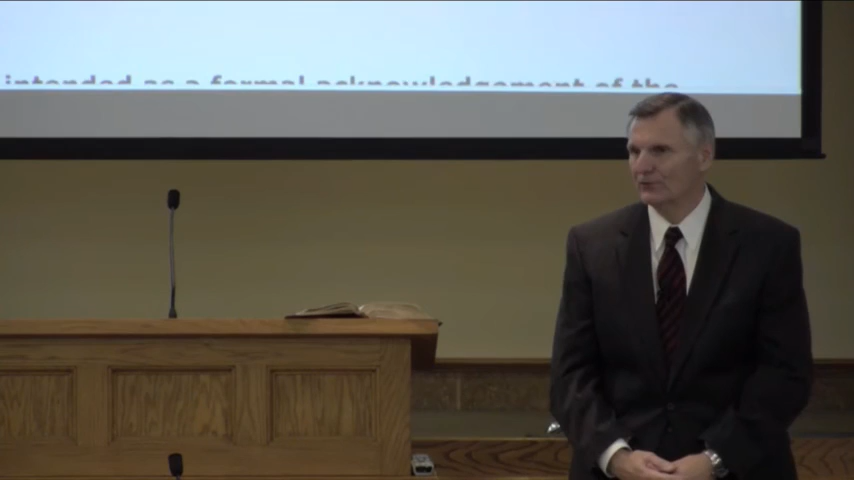 intended as a formal acknowledgement of the